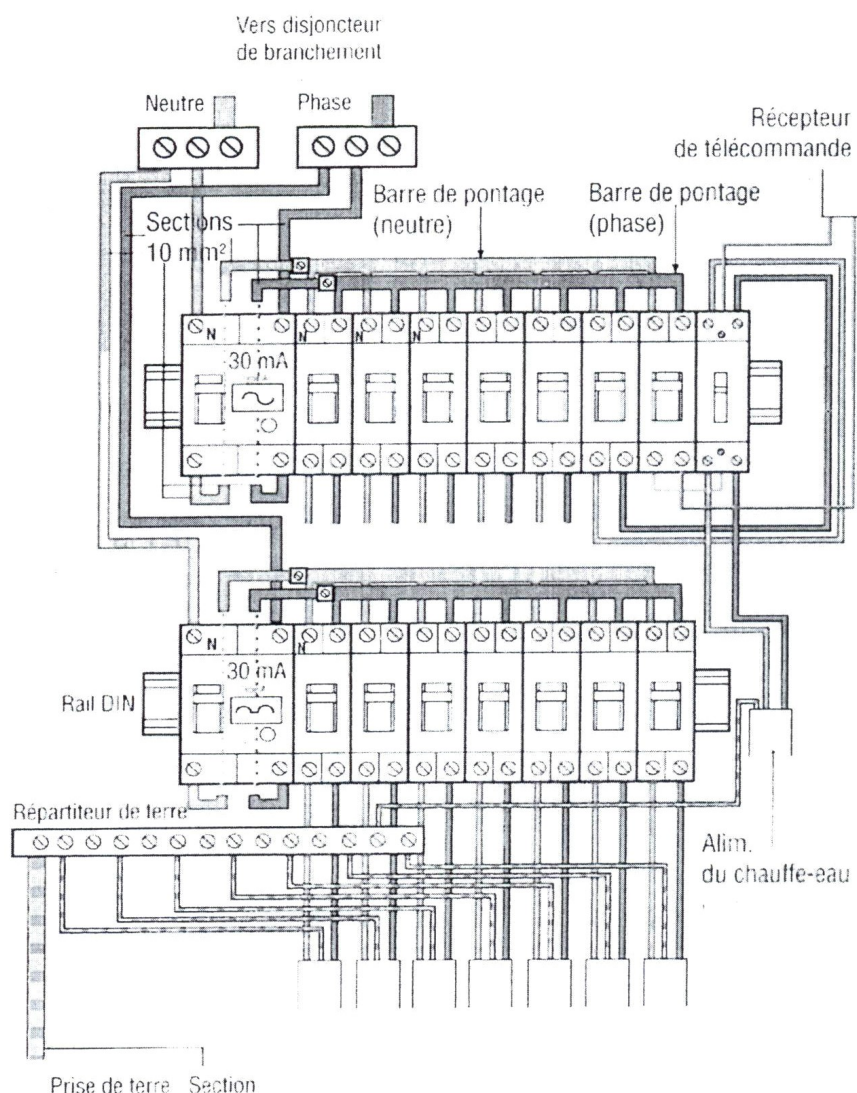 Vers disjoncteur
de branchement
Neutre
Phase
Récepteur
de télécommande
Barre de pontage
(neutre)
Barre de pontage
(phase)
Sections
10 mm²
N
N
N
N
30 mA
N
N
30 mA
Rail DIN
Répartiteur de terre
Alim.
du chauffe-eau
Prise de terre
Section